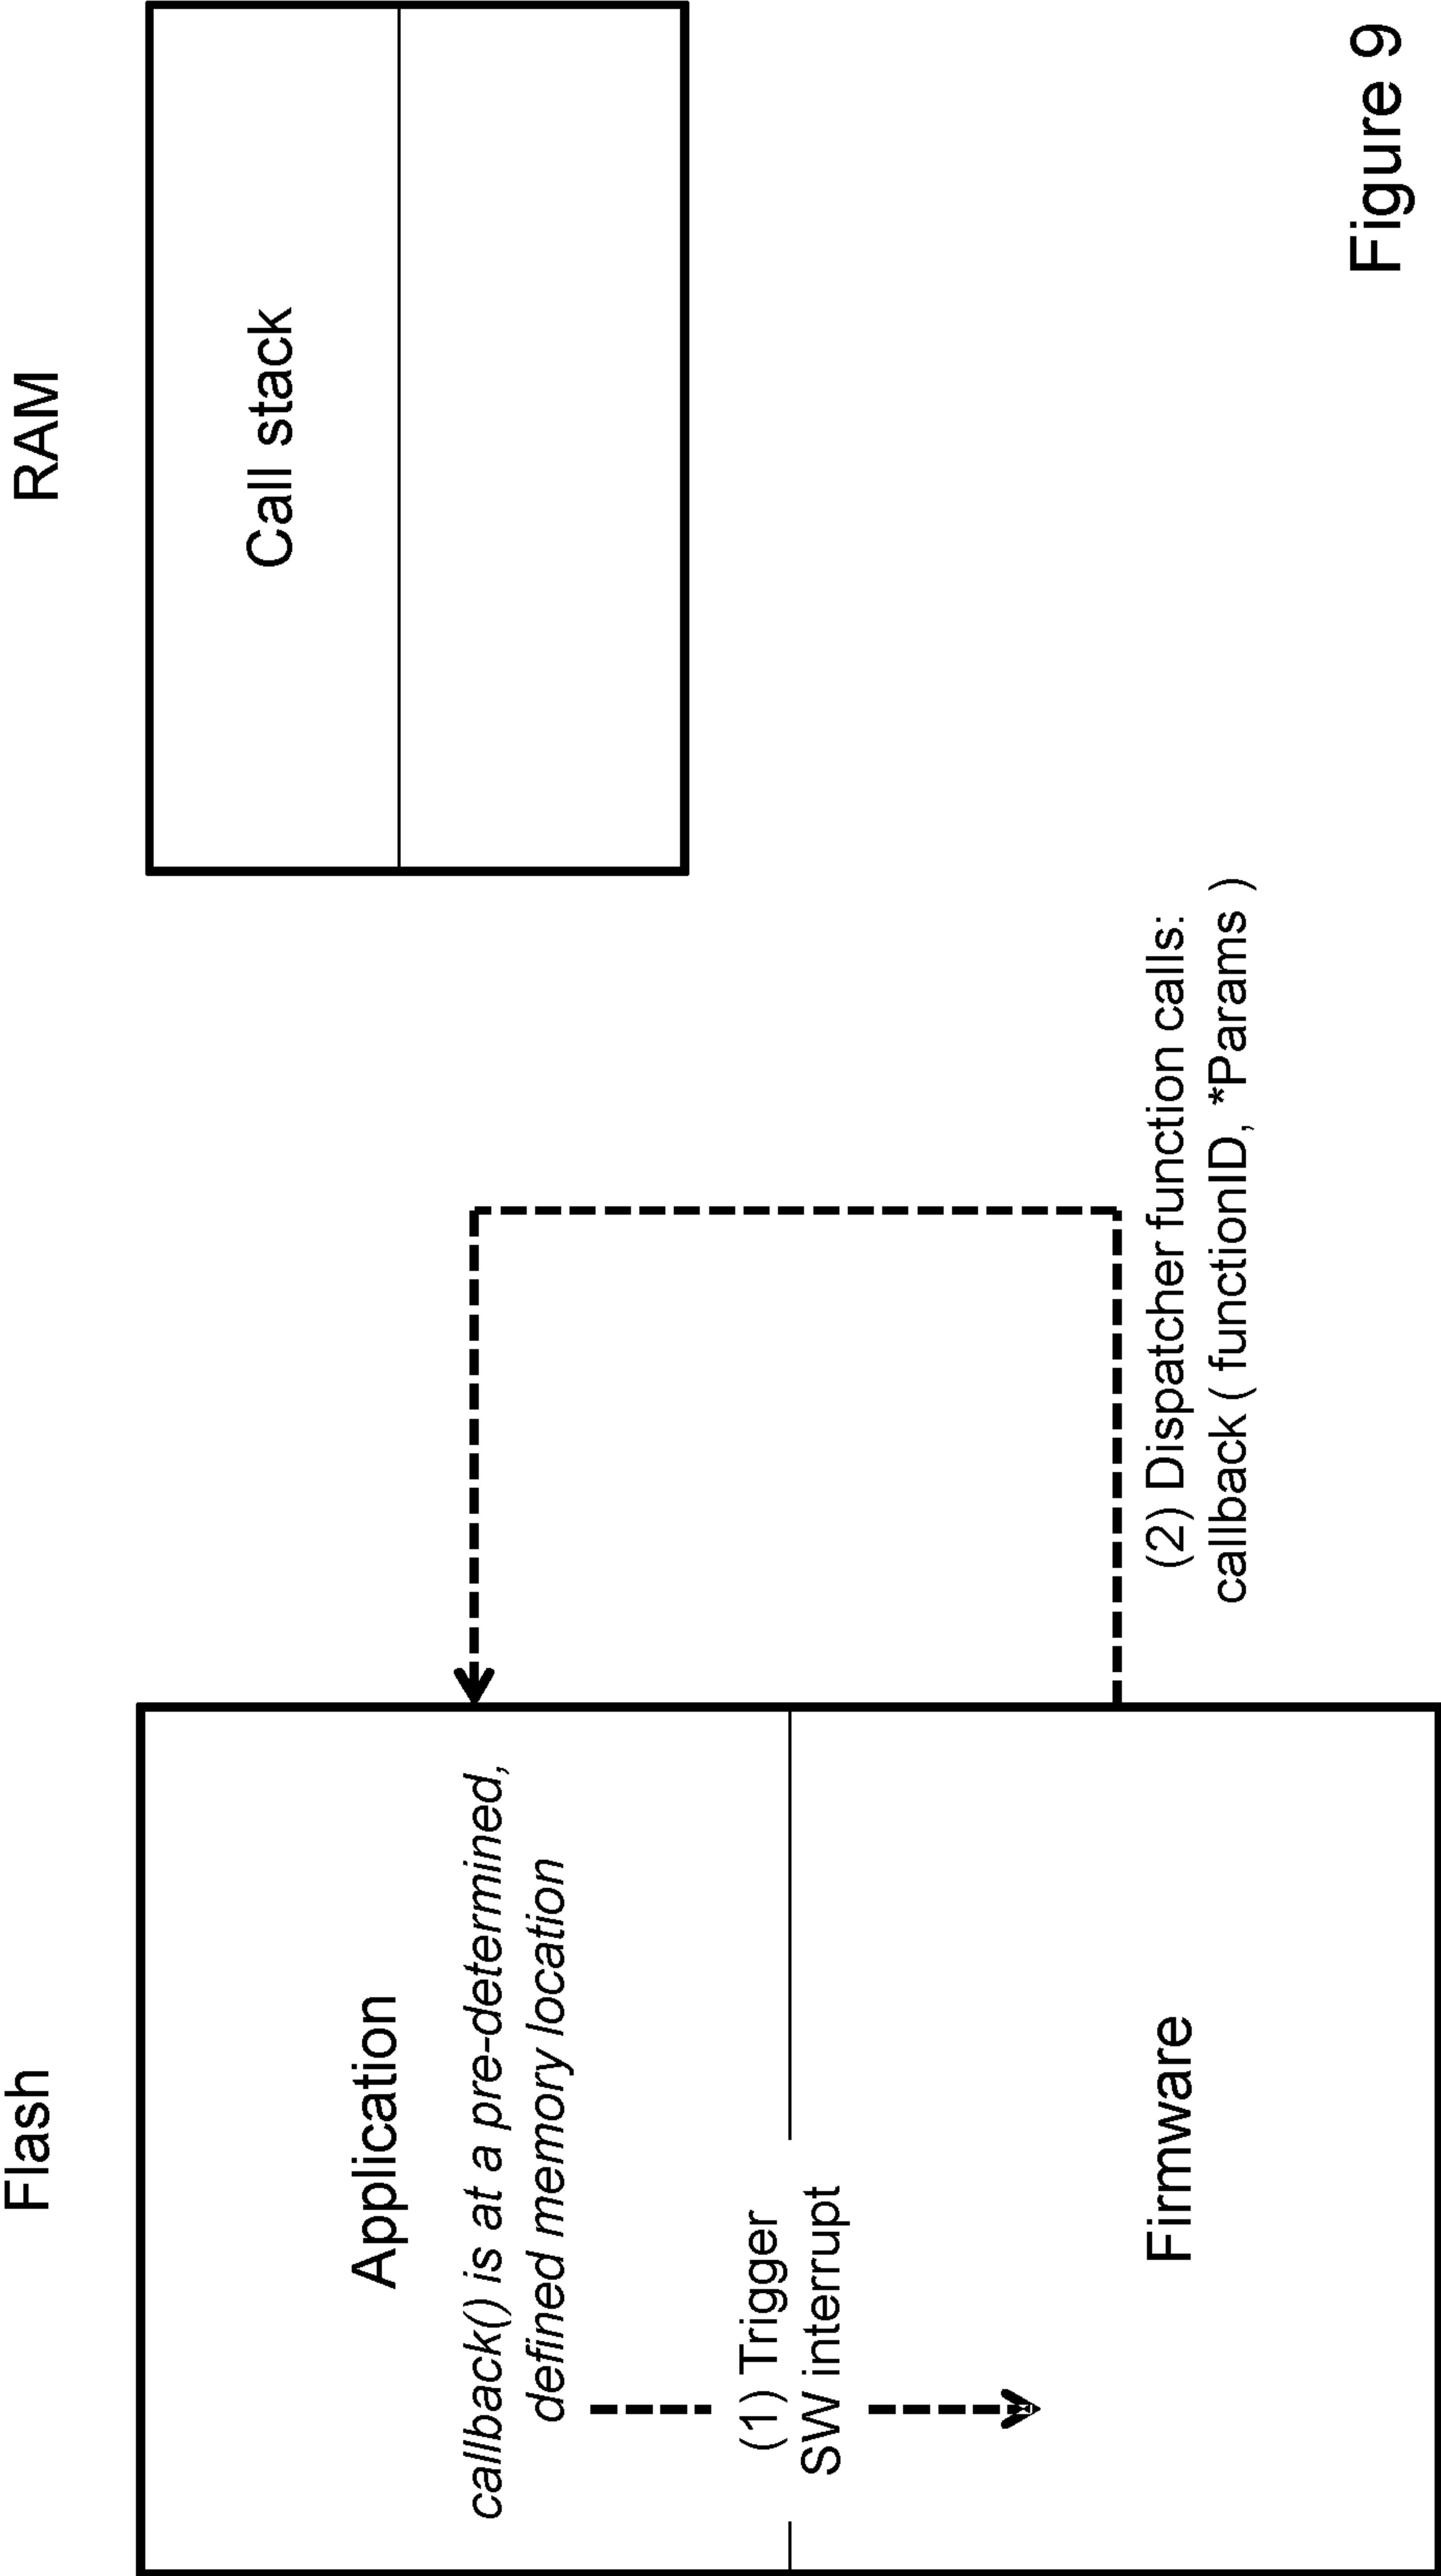 Flash
RAM
Application
callback() is at a pre-determined,
defined memory location
(1) Trigger
SW interrupt
Firmware
Call stack
(2) Dispatcher function calls:
callback ( functionID, *Params )
Figure 9